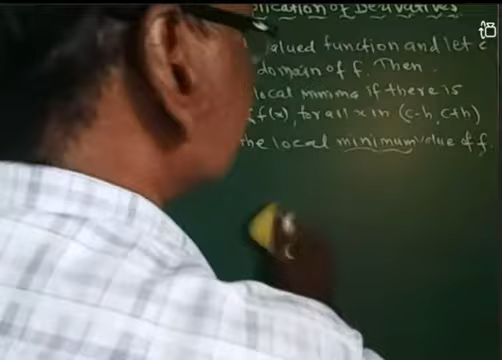 lication of Derivatives
alued function and let c
domain of f. Then
local minima if there is
f(x), for all x in (c-h, c+h)
the local minimum value of f.